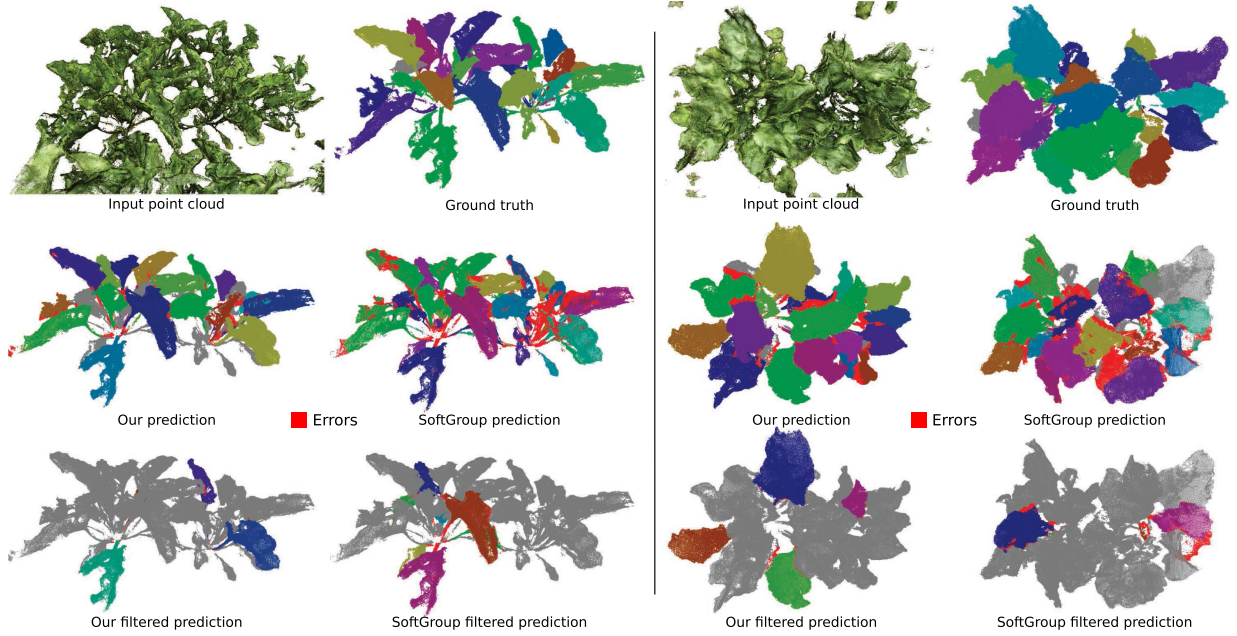 Input point cloud
Ground truth
Input point cloud
Ground truth
Our prediction
Errors
SoftGroup prediction
Our prediction
Errors
SoftGroup prediction
Our filtered prediction
SoftGroup filtered prediction
Our filtered prediction
SoftGroup filtered prediction